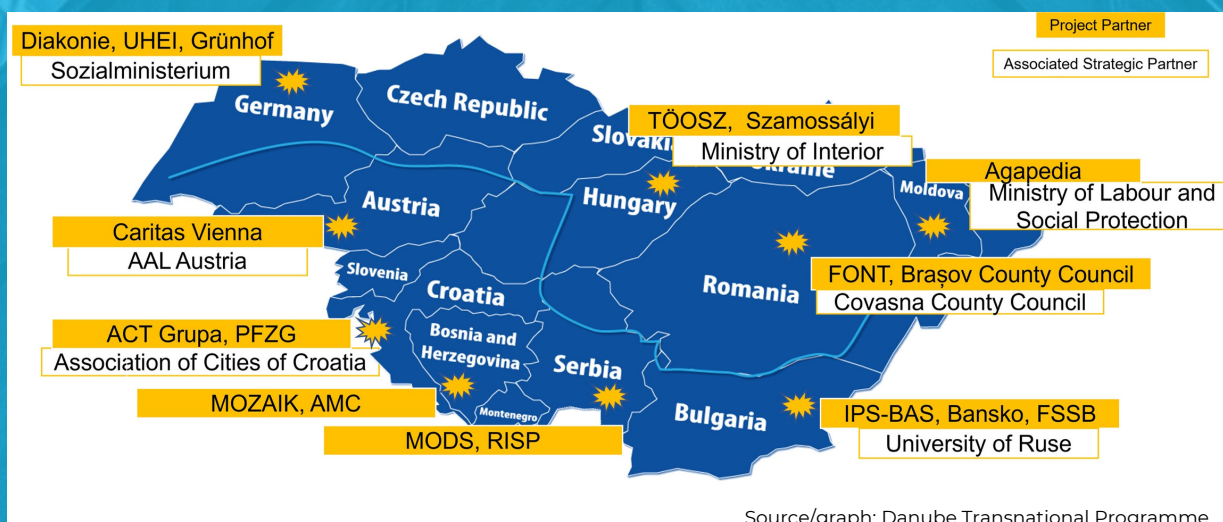 Project Partner
Diakonie, UHEI, Grünhof
Sozialministerium
Associated Strategic Partner
Germany
Czech Republic
TÖOSZ, Szamossályi
Slovaki
Ministry of Interior
Ukraine
Agapedia
Moldova
Ministry of Labour and
Social Protection
Hungary
Austria
Caritas Vienna
AAL Austria
Slovenia
FONT, Brașov County Council
Romania
Covasna County Council
Croatia
ACT Grupa, PFZG
Association of Cities of Croatia
Bosnia and
Herzegovina
Serbia
MOZAIK, AMC
Montenegro
Bulgaria
IPS-BAS, Bansko, FSSB
University of Ruse
MODS, RISP
Source/graph: Danube Transnational Programme